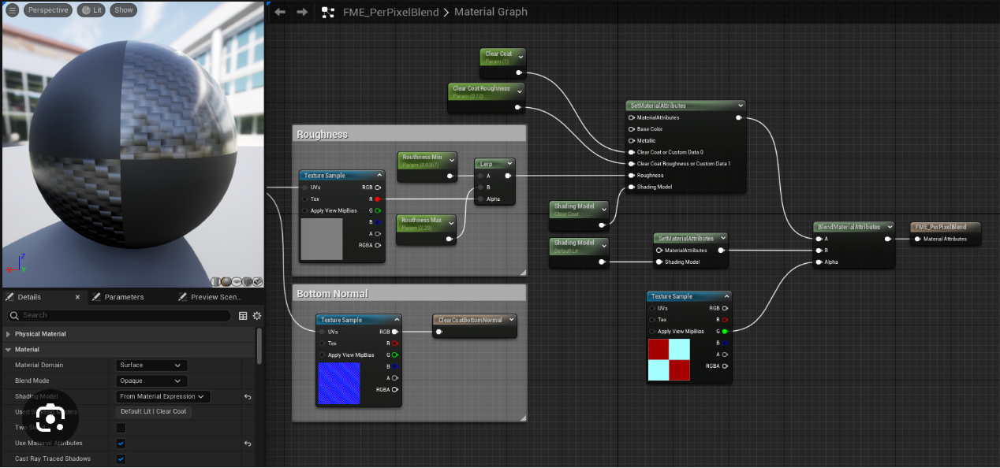 Perspective Lit Show
FME_PerPixelBlend > Material Graph
Clear Coat
Param (1)
Clear Coat Roughness
Param (0.12)
SetMaterialAttributes
MaterialAttributes
Base Color
Metallic
Clear Coat or Custom Data 0
Clear Coat Roughness or Custom Data 1
Roughness
Shading Model
Roughness
Texture Sample
UVs RGB
Tex R
Apply View MipBias G
B
A
RGBA
Routhness Min
Param (0.0367)
Routhness Max
Param (2.29)
Lerp
A
B
Alpha
Shading Model
Clear Coat
Shading Model
Default Lit
SetMaterialAttributes
MaterialAttributes
Shading Model
BlendMaterialAttributes
A
B
Alpha
FME_PerPixelBlend
Material Attributes
Bottom Normal
Texture Sample
UVs RGB
Tex R
Apply View MipBias G
B
A
RGBA
ClearCoatBottomNormal
Texture Sample
UVs RGB
Tex R
Apply View MipBias G
B
A
RGBA
Z
Y
Details × Parameters Preview Scen...
Search
Physical Material
Material
Material Domain Surface
Blend Mode Opaque
Shading Model From Material Expression
Default Lit | Clear Coat
Use Material Attributes
Cast Ray Traced Shadows